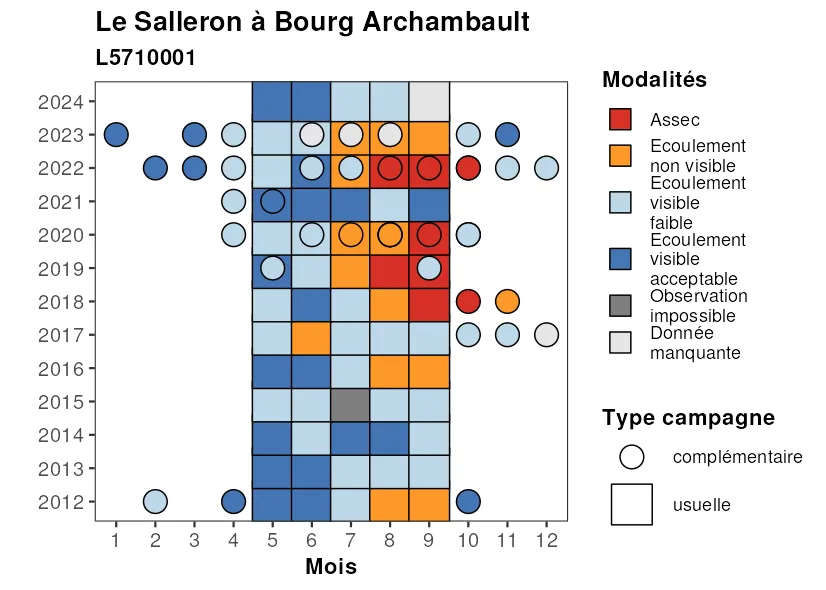 Le Salleron à Bourg Archambault
L5710001
2024
2023
2022
2021
2020
2019
2018
2017
2016
2015
2014
2013
2012
1 2 3 4 5 6 7 8 9 10 11 12
Mois
Modalités
Assec
Ecoulement
non visible
Ecoulement
visible
faible
Ecoulement
visible
acceptable
Observation
impossible
Donnée
manquante
Type campagne
complémentaire
usuelle